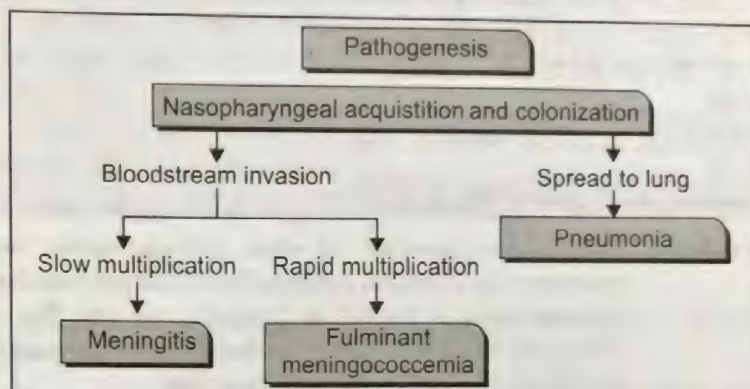 Pathogenesis
Nasopharyngeal acquistition and colonization
Bloodstream invasion
Spread to lung
Pneumonia
Slow multiplication
Rapid multiplication
Meningitis
Fulminant
meningococcemia